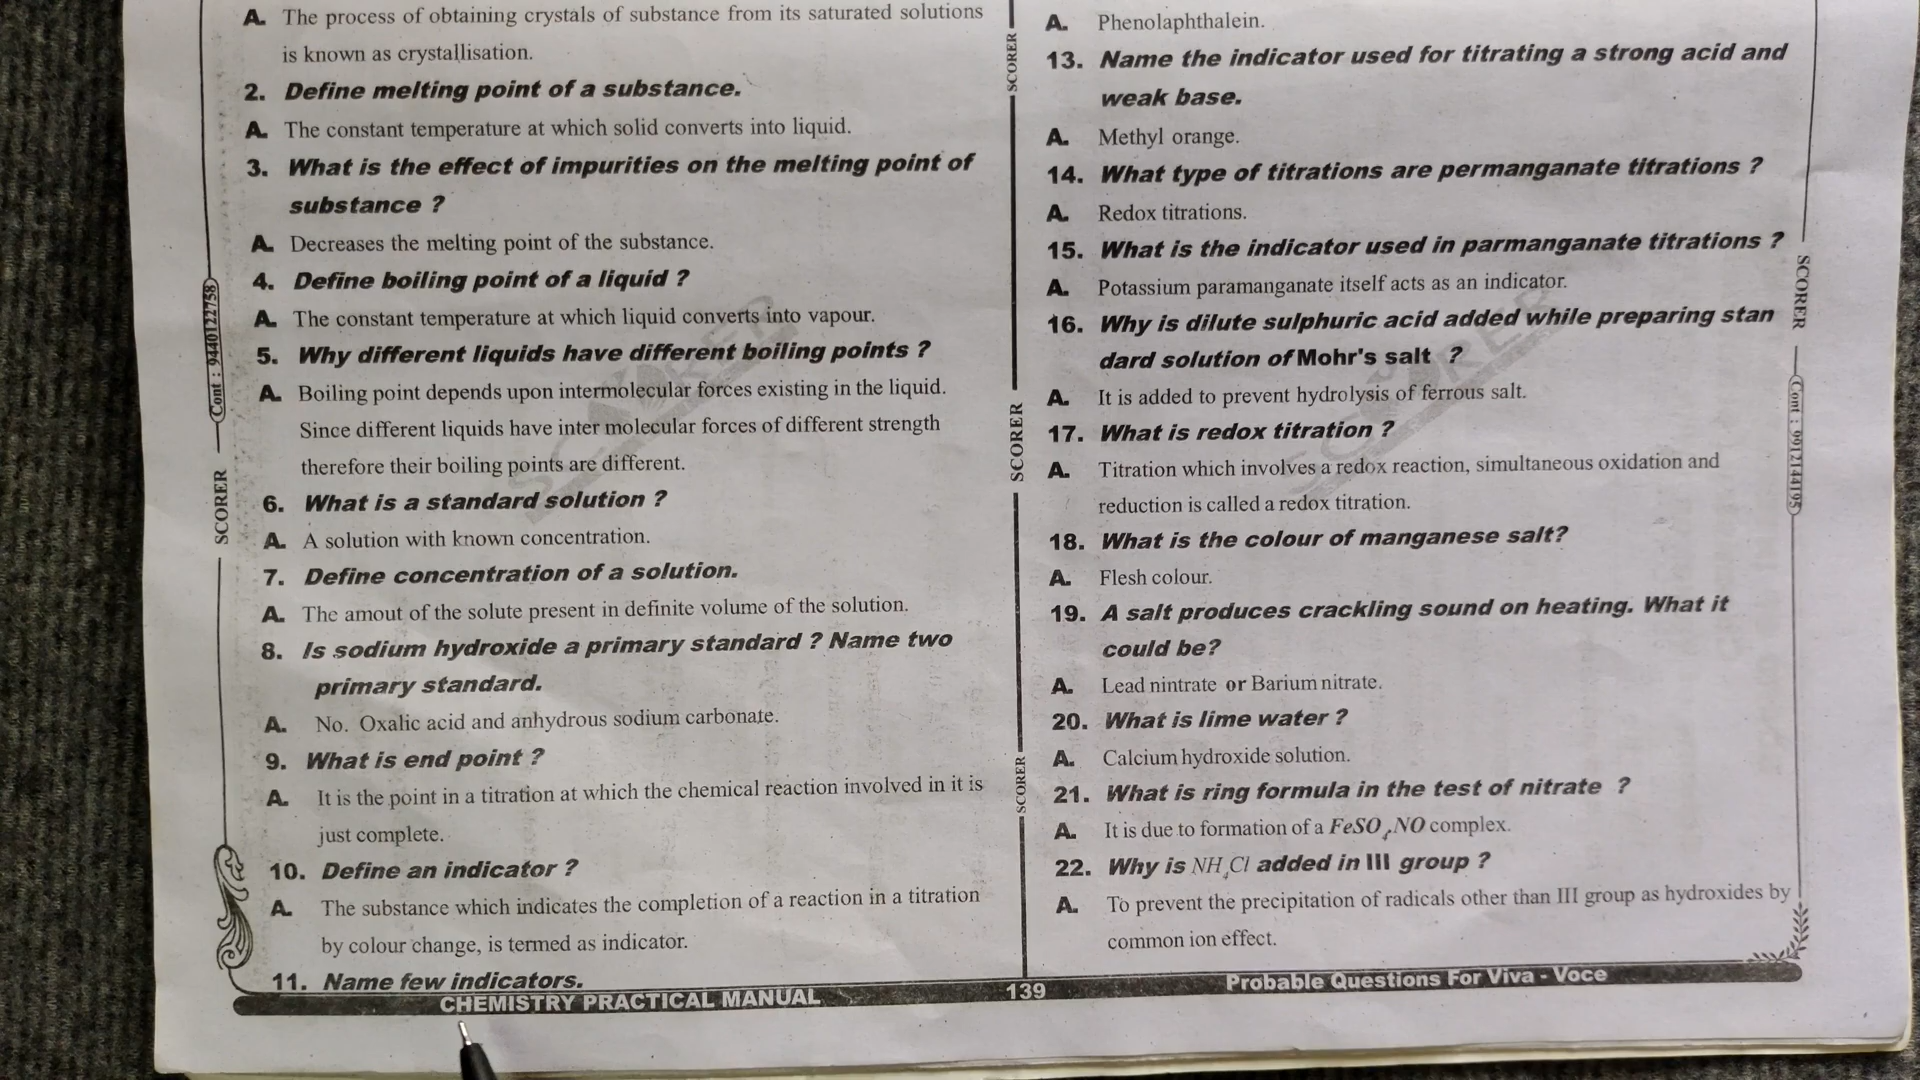 A. The process of obtaining crystals of substance from its saturated solutions
is known as crystallisation.
2. Define melting point of a substance.
A. The constant temperature at which solid converts into liquid.
3. What is the effect of impurities on the melting point of
substance ?
A. Decreases the melting point of the substance.
4. Define boiling point of a liquid ?
A. The constant temperature at which liquid converts into vapour.
5. Why different liquids have different boiling points ?
A. Boiling point depends upon intermolecular forces existing in the liquid.
Since different liquids have inter molecular forces of different strength
therefore their boiling points are different.
6. What is a standard solution ?
A. A solution with known concentration.
7. Define concentration of a solution.
A. The amout of the solute present in definite volume of the solution.
8. Is sodium hydroxide a primary standard ? Name two
primary standard.
A. No. Oxalic acid and anhydrous sodium carbonate.
9. What is end point ?
A. It is the point in a titration at which the chemical reaction involved in it is
just complete.
10. Define an indicator ?
A. The substance which indicates the completion of a reaction in a titration
by colour change, is termed as indicator.
11. Name few indicators.
A. Phenolaphthalein.
13. Name the indicator used for titrating a strong acid and
weak base.
A. Methyl orange.
14. What type of titrations are permanganate titrations ?
A. Redox titrations.
15. What is the indicator used in parmanganate titrations ?
A. Potassium paramanganate itself acts as an indicator.
16. Why is dilute sulphuric acid added while preparing stan
dard solution of Mohr's salt ?
A. It is added to prevent hydrolysis of ferrous salt.
17. What is redox titration ?
A. Titration which involves a redox reaction, simultaneous oxidation and
reduction is called a redox titration.
18. What is the colour of manganese salt?
A. Flesh colour.
19. A salt produces crackling sound on heating. What it
could be?
A. Lead nintrate or Barium nitrate.
20. What is lime water ?
A. Calcium hydroxide solution.
21. What is ring formula in the test of nitrate ?
A. It is due to formation of a FeSO₄NO complex.
22. Why is NH₄Cl added in III group ?
A. To prevent the precipitation of radicals other than III group as hydroxides by
common ion effect.
CHEMISTRY PRACTICAL MANUAL
139
Probable Questions For Viva - Voce
SCORER
Cont : 9440122758
SCORER
SCORER
SCORER
SCORER
Cont : 9912144195
SCORER
SCORER